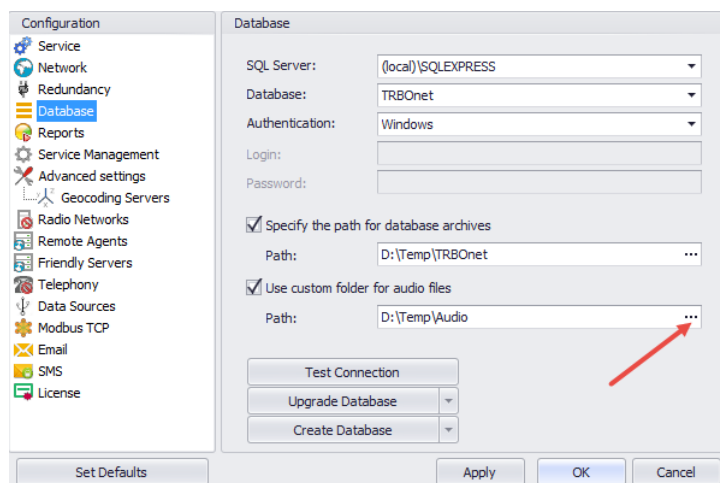 Configuration
Service
Network
Redundancy
Database
Reports
Service Management
Advanced settings
Geocoding Servers
Radio Networks
Remote Agents
Friendly Servers
Telephony
Data Sources
Modbus TCP
Email
SMS
License
Set Defaults
Database
SQL Server: (local)\SQLEXPRESS
Database: TRBOnet
Authentication: Windows
Login:
Password:
Specify the path for database archives
Path: D:\Temp\TRBOnet ...
Use custom folder for audio files
Path: D:\Temp\Audio ...
Test Connection
Upgrade Database
Create Database
Apply OK Cancel